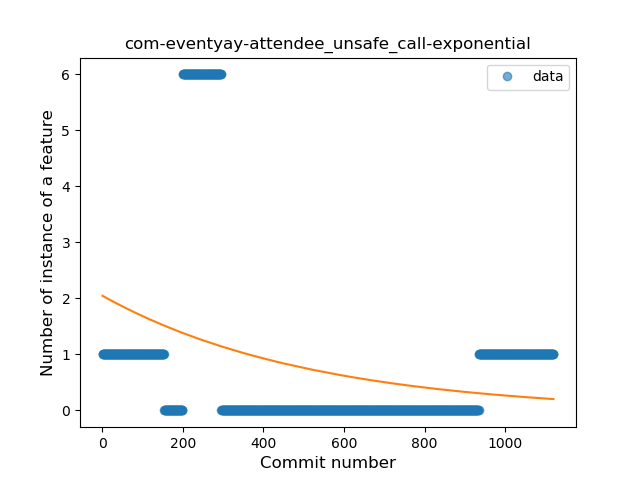 com-eventyay-attendee_unsafe_call-exponential
data
6
5
4
3
2
1
0
Number of instance of a feature
0 200 400 600 800 1000
Commit number